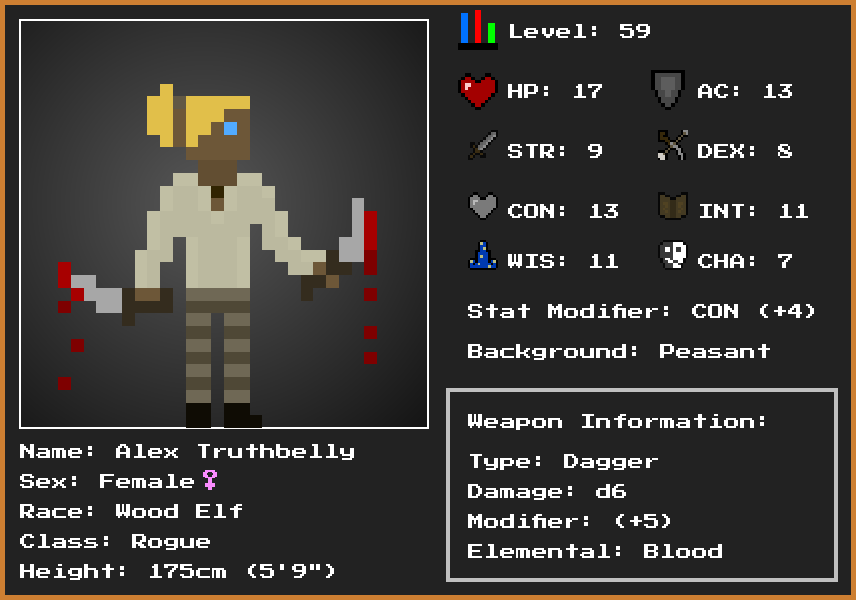 Level: 59
HP: 17 AC: 13
STR: 9 DEX: 8
CON: 13 INT: 11
WIS: 11 CHA: 7
Stat Modifier: CON (+4)
Background: Peasant
Weapon Information:
Type: Dagger
Damage: d6
Modifier: (+5)
Elemental: Blood
Name: Alex Truthbelly
Sex: Female♀
Race: Wood Elf
Class: Rogue
Height: 175cm (5'9")